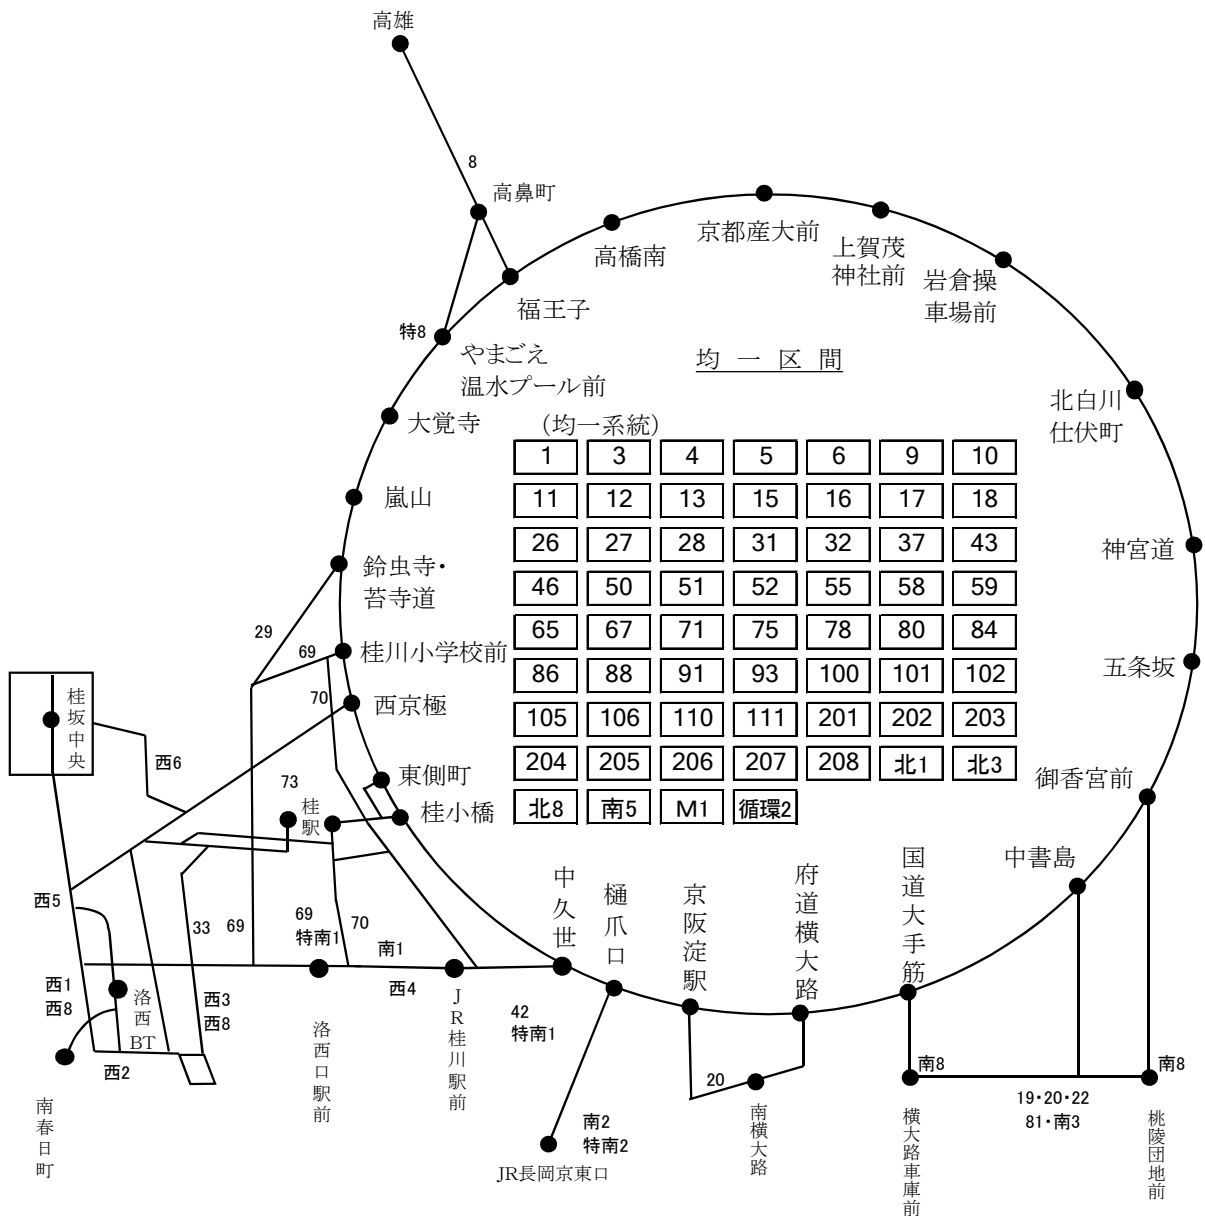 高雄
8
高鼻町
京都産大前
高橋南
上賀茂
神社前
岩倉操
車場前
福王子
特8
やまごえ
温水プール前
均一区間
北白川
仕伏町
大覚寺
(均一系統)
1 3 4 5 6 9 10
11 12 13 15 16 17 18
26 27 28 31 32 37 43
46 50 51 52 55 58 59
65 67 71 75 78 80 84
86 88 91 93 100 101 102
105 106 110 111 201 202 203
204 205 206 207 208 北1 北3
北8 南5 M1 循環2
嵐山
神宮道
鈴虫寺・
苔寺道
29
69
桂川小学校前
五条坂
70
西京極
桂坂中央
西6
東側町
73
桂駅
桂小橋
御香宮前
中書島
国道大手筋
府道横大路
京阪淀駅
樋爪口
中久世
西5
33
69
69
特南1
70
南1
西4
西1
西8
洛西
BT
西3
西8
西2
42
特南1
洛西口駅前
JR桂川駅前
南春日町
20
南横大路
南8
南8
19・20・22
81・南3
横大路車庫前
桃陵団地前
南2
特南2
JR長岡京東口